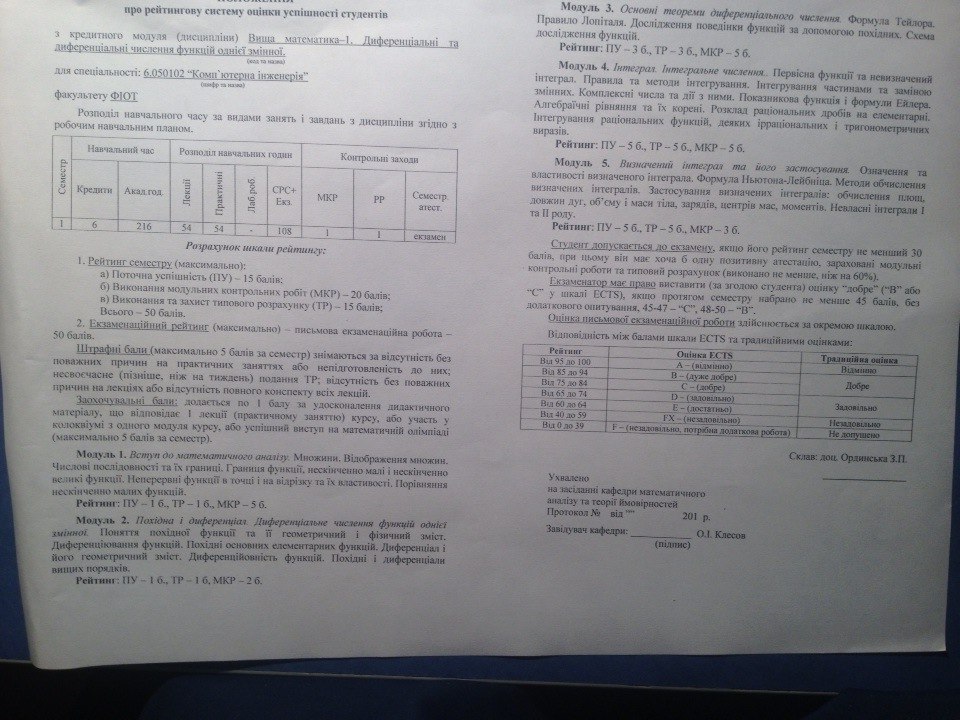 про рейтингову систему оцінки успішності студентів
з кредитного модуля (дисципліни) Вища математика–1. Диференціальні та
диференціальні числення функцій однієї змінної.
(код та назва)
для спеціальності: 6.050102 “Комп`ютерна інженерія”
(шифр та назва)
факультету ФІОТ
Розподіл навчального часу за видами занять і завдань з дисципліни згідно з
робочим навчальним планом.
Семестр Навчальний час Розподіл навчальних годин Контрольні заходи
Кредити Акад.год. Лекції Практичні Лаб.роб СРС+ Екз. МКР РР Семестр. атест.
1 6 216 54 54 - 108 1 1 екзамен
Розрахунок шкали рейтингу:
1. Рейтинг семестру (максимально):
а) Поточна успішність (ПУ) – 15 балів;
б) Виконання модульних контрольних робіт (МКР) – 20 балів;
в) Виконання та захист типового розрахунку (ТР) – 15 балів;
Всього – 50 балів.
2. Екзаменаційний рейтинг (максимально) – письмова екзаменаційна робота –
50 балів.
Штрафні бали (максимально 5 балів за семестр) знімаються за відсутність без
поважних причин на практичних заняттях або непідготовленість до них;
несвоєчасне (пізніше, ніж на тиждень) подання ТР; відсутність без поважних
причин на лекціях або відсутність повного конспекту всіх лекцій.
Заохочувальні бали: додається по 1 балу за удосконалення дидактичного
матеріалу, що відповідає 1 лекції (практичному заняттю) курсу, або участь у
колоквіумі з одного модуля курсу, або успішний виступ на математичній олімпіаді
(максимально 5 балів за семестр).
Модуль 1. Вступ до математичного аналізу. Множини. Відображення множин.
Числові послідовності та їх границі. Границя функції, нескінченно малі і нескінченно
великі функції. Неперервні функції в точці і на відрізку та їх властивості. Порівняння
нескінченно малих функцій.
Рейтинг: ПУ – 1 б., ТР – 1 б., МКР – 5 б.
Модуль 2. Похідна і диференціал. Диференціальне числення функцій однієї
змінної. Поняття похідної функції та її геометричний і фізичний зміст.
Диференціювання функцій. Похідні основних елементарних функцій. Диференціал і
його геометричний зміст. Диференційовність функцій. Похідні і диференціали
вищих порядків.
Рейтинг: ПУ – 1 б., ТР – 1 б, МКР – 2 б.
Модуль 3. Основні теореми диференціального числення. Формула Тейлора.
Правило Лопіталя. Дослідження поведінки функції за допомогою похідних. Схема
дослідження функцій.
Рейтинг: ПУ – 3 б., ТР – 3 б., МКР – 5 б.
Модуль 4. Інтеграл. Інтегральне числення.. Первісна функції та невизначений
інтеграл. Правила та методи інтегрування. Інтегрування частинами та заміною
змінних. Комплексні числа та дії з ними. Показникова функція і формули Ейлера.
Алгебраїчні рівняння та їх корені. Розклад раціональних дробів на елементарні.
Інтегрування раціональних функцій, деяких ірраціональних і тригонометричних
виразів.
Рейтинг: ПУ – 5 б., ТР – 5 б., МКР – 5 б.
Модуль 5. Визначений інтеграл та його застосування. Означення та
властивості визначеного інтеграла. Формула Ньютона-Лейбніца. Методи обчислення
визначених інтегралів. Застосування визначених інтегралів: обчислення площ,
довжин дуг, об’єму і маси тіла, зарядів, центрів мас, моментів. Невласні інтеграли І
та ІІ роду.
Рейтинг: ПУ – 5 б., ТР – 5 б., МКР – 3 б.
Студент допускається до екзамену, якщо його рейтинг семестру не менший 30
балів, при цьому він має хоча б одну позитивну атестацію, зараховані модульні
контрольні роботи та типовий розрахунок (виконано не менше, ніж на 60%).
Екзаменатор має право виставити (за згодою студента) оцінку “добре” (“В” або
“С” у шкалі ECTS), якщо протягом семестру набрано не менше 45 балів, без
додаткового опитування, 45-47 – “С”, 48-50 – “В”.
Оцінка письмової екзаменаційної роботи здійснюється за окремою шкалою.
Відповідність між балами шкали ECTS та традиційними оцінками:
Рейтинг Оцінка ECTS Традиційна оцінка
Від 95 до 100 А – (відмінно) Відмінно
Від 85 до 94 В – (дуже добре) Добре
Від 75 до 84 С – (добре)
Від 65 до 74 D – (задовільно) Задовільно
Від 60 до 64 Е – (достатньо)
Від 40 до 59 FX – (незадовільно) Незадовільно
Від 0 до 39 F – (незадовільно, потрібна додаткова робота) Не допущено
Склав: доц. Ординська З.П.
Ухвалено
на засіданні кафедри математичного
аналізу та теорії ймовірностей
Протокол № від “” 201 р.
Завідувач кафедри: О.І. Клесов
(підпис)